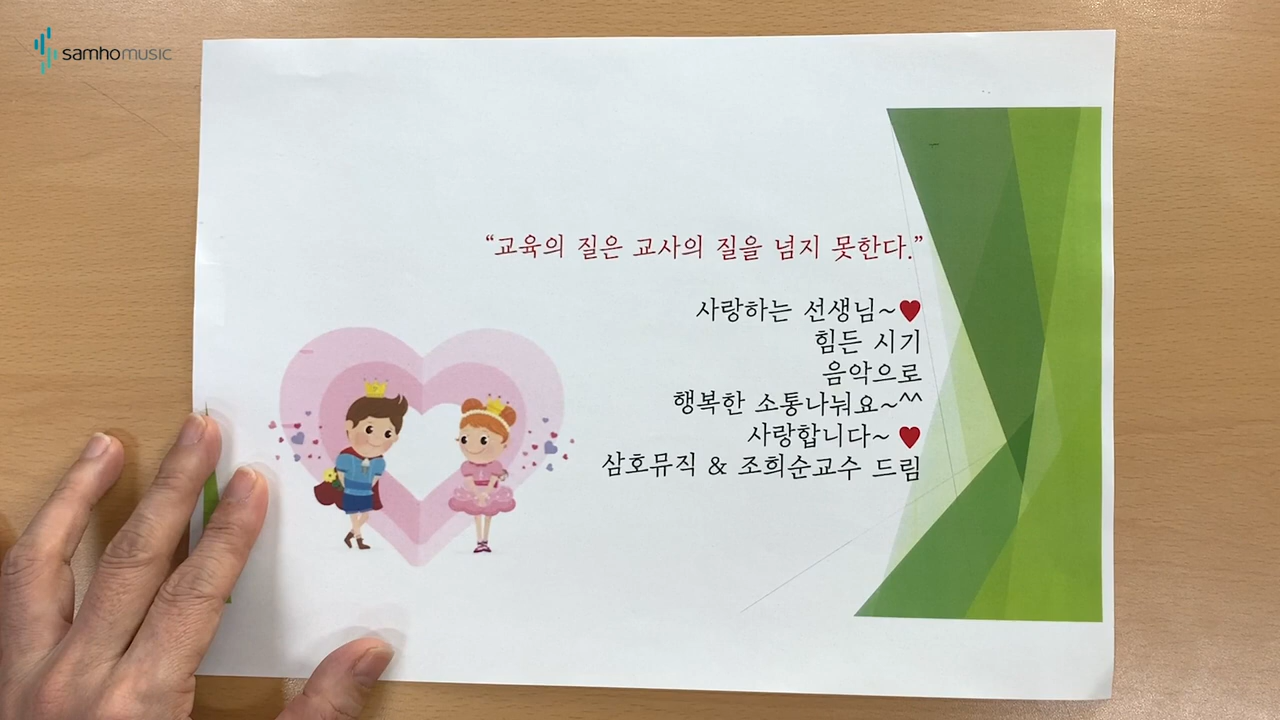 samhomusic
“교육의 질은 교사의 질을 넘지 못한다.”
사랑하는 선생님~♥
힘든 시기
음악으로
행복한 소통나눠요~^^
사랑합니다~ ♥
삼호뮤직 & 조희순교수 드림